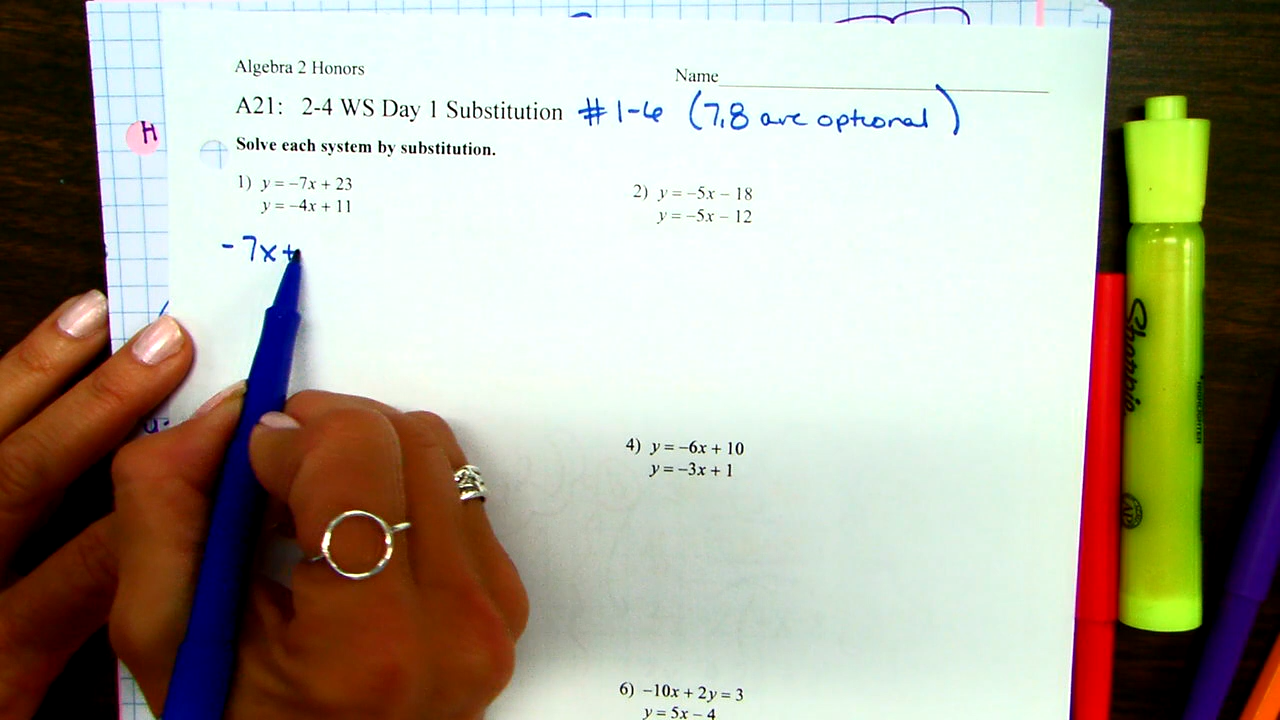 Algebra 2 Honors
Name
A21: 2-4 WS Day 1 Substitution #1-6 (7,8 are optional)
Solve each system by substitution.
1) y = −7x + 23
y = −4x + 11
2) y = −5x − 18
y = −5x − 12
-7x+
4) y = −6x + 10
y = −3x + 1
6) −10x + 2y = 3
y = 5x − 4
H
Sharpie